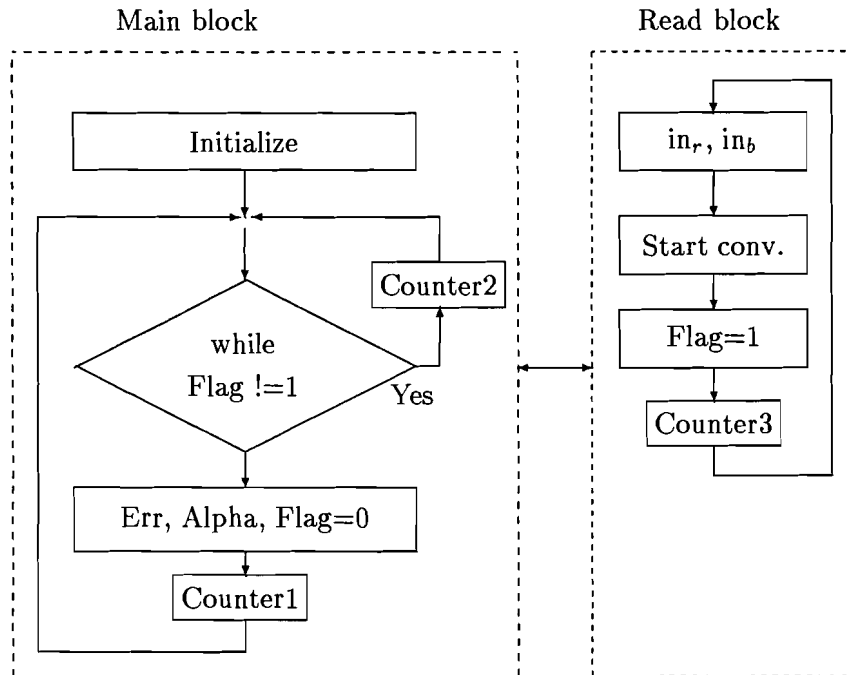 Main block
Initialize
Counter2
while
Flag !=1
Yes
Err, Alpha, Flag=0
Counter1
Read block
inᵣ, in_b
Start conv.
Flag=1
Counter3